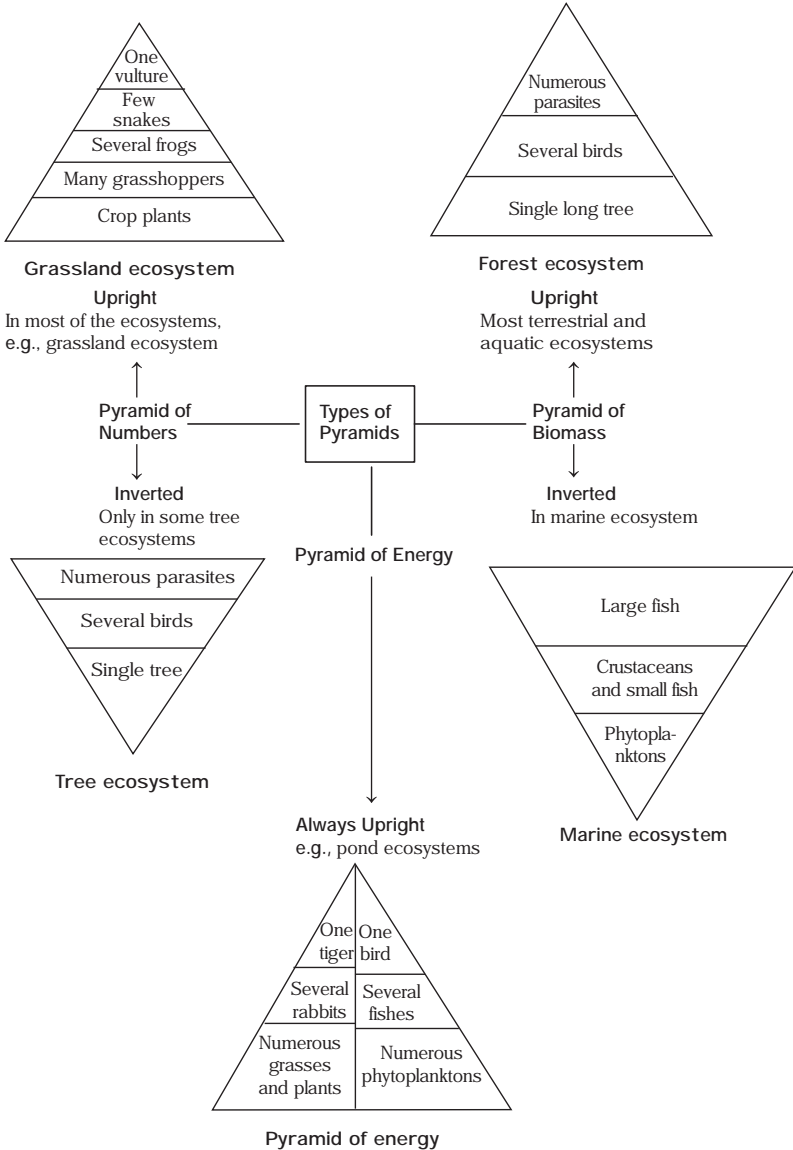 One
vulture
Few
snakes
Several frogs
Many grasshoppers
Crop plants
Grassland ecosystem
Upright
In most of the ecosystems,
e.g., grassland ecosystem
Numerous
parasites
Several birds
Single long tree
Forest ecosystem
Upright
Most terrestrial and
aquatic ecosystems
Pyramid of
Numbers
Types of
Pyramids
Pyramid of
Biomass
Inverted
Only in some tree
ecosystems
Numerous parasites
Several birds
Single tree
Tree ecosystem
Pyramid of Energy
Inverted
In marine ecosystem
Large fish
Crustaceans
and small fish
Phytopla-
nktons
Marine ecosystem
Always Upright
e.g., pond ecosystems
One
tiger
Several
rabbits
Numerous
grasses
and plants
One
bird
Several
fishes
Numerous
phytoplanktons
Pyramid of energy